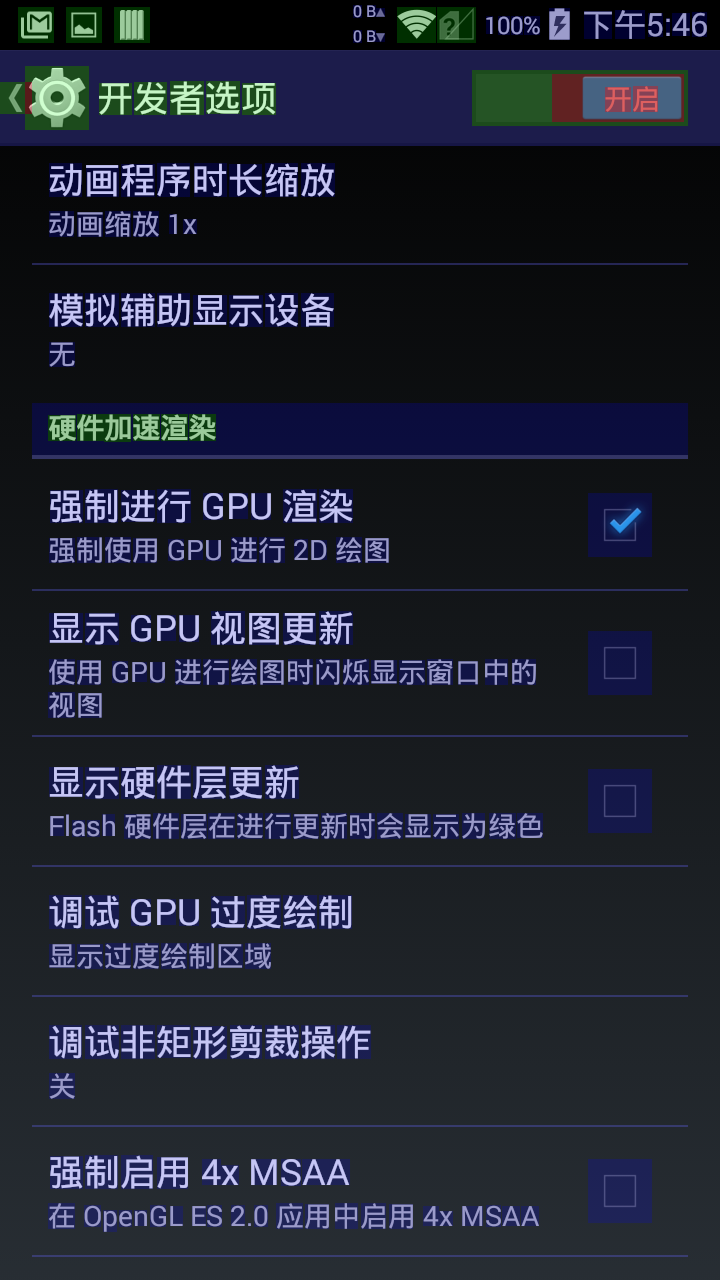 0 B▲
0 B▼
100% 下午5:46
开发者选项 开启
动画程序时长缩放
动画缩放 1x
模拟辅助显示设备
无
硬件加速渲染
强制进行 GPU 渲染
强制使用 GPU 进行 2D 绘图
显示 GPU 视图更新
使用 GPU 进行绘图时闪烁显示窗口中的
视图
显示硬件层更新
Flash 硬件层在进行更新时会显示为绿色
调试 GPU 过度绘制
显示过度绘制区域
调试非矩形剪裁操作
关
强制启用 4x MSAA
在 OpenGL ES 2.0 应用中启用 4x MSAA